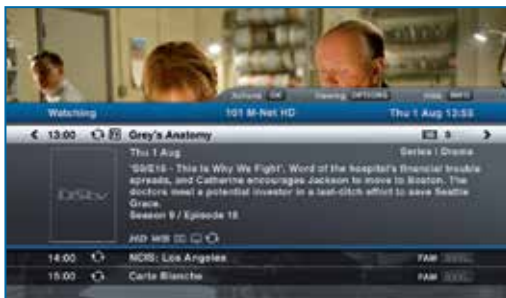 Actions OK Viewing OPTIONS Hide INFO
Watching 101 M-Net HD Thu 1 Aug 13:53
13:00 Grey's Anatomy
Thu 1 Aug Series | Drama
'S9/E16 - This Is Why We Fight'. Word of the hospital's financial trouble
spreads, and Catherine encourages Jackson to move to Boston. The
doctors meet a potential investor in a last-ditch effort to save Seattle
Grace.
Season 9 / Episode 16
DStv
HD
14:00 NCIS: Los Angeles FAM
15:00 Carte Blanche FAM